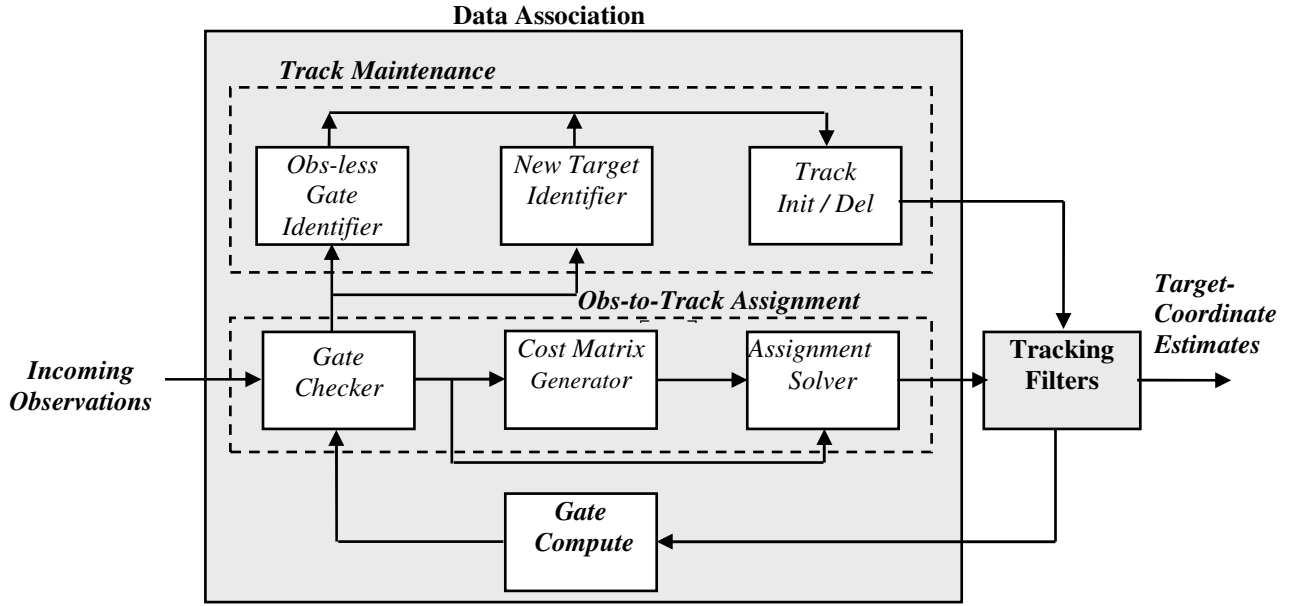 Data Association
Track Maintenance
Obs-less
Gate
Identifier
New Target
Identifier
Track
Init / Del
Obs-to-Track Assignment
Target-
Coordinate
Estimates
Incoming
Observations
Gate
Checker
Cost Matrix
Generator
Assignment
Solver
Tracking
Filters
Gate
Compute